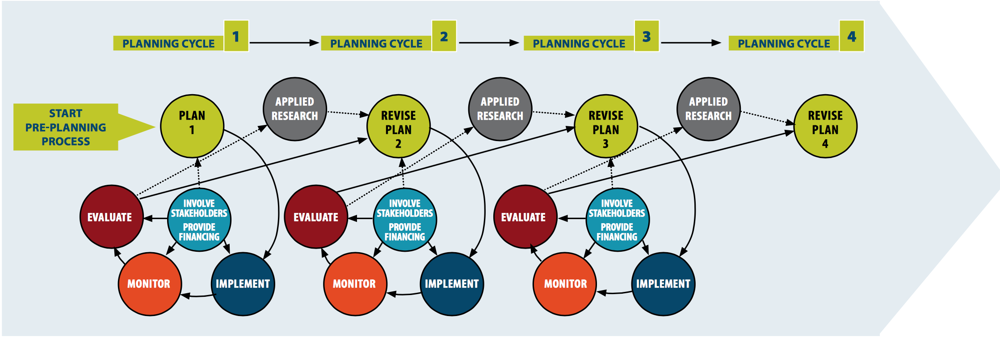 PLANNING CYCLE 1
PLANNING CYCLE 2
PLANNING CYCLE 3
PLANNING CYCLE 4
START
PRE-PLANNING
PROCESS
PLAN
1
APPLIED
RESEARCH
REVISE
PLAN
2
APPLIED
RESEARCH
REVISE
PLAN
3
APPLIED
RESEARCH
REVISE
PLAN
4
EVALUATE
INVOLVE
STAKEHOLDERS
PROVIDE
FINANCING
MONITOR
IMPLEMENT
EVALUATE
INVOLVE
STAKEHOLDERS
PROVIDE
FINANCING
MONITOR
IMPLEMENT
EVALUATE
INVOLVE
STAKEHOLDERS
PROVIDE
FINANCING
MONITOR
IMPLEMENT